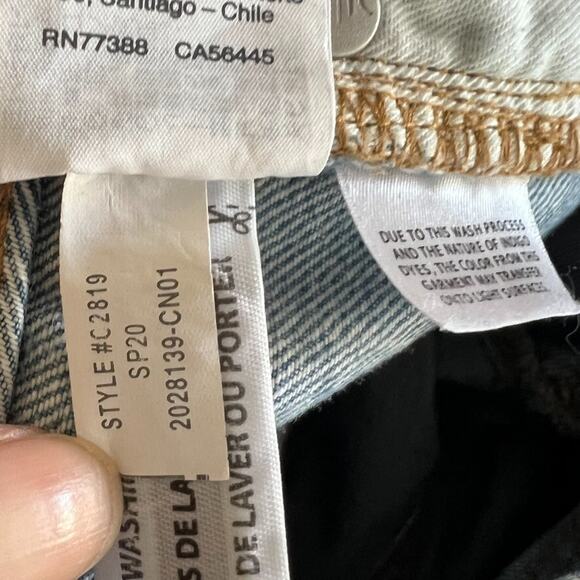 Santiago – Chile
RN77388 CA56445
STYLE #C2819
SP20
2028139-CN01
DE LAVER OU PORTER
DUE TO THIS WASH PROCESS
AND THE NATURE OF INDIGO
DYES, THE COLOR FROM THE
GARMENT MAY TRANSFER
ONTO LIGHT SURFACES